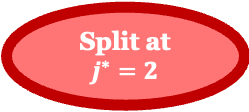 Split at
j* = 2